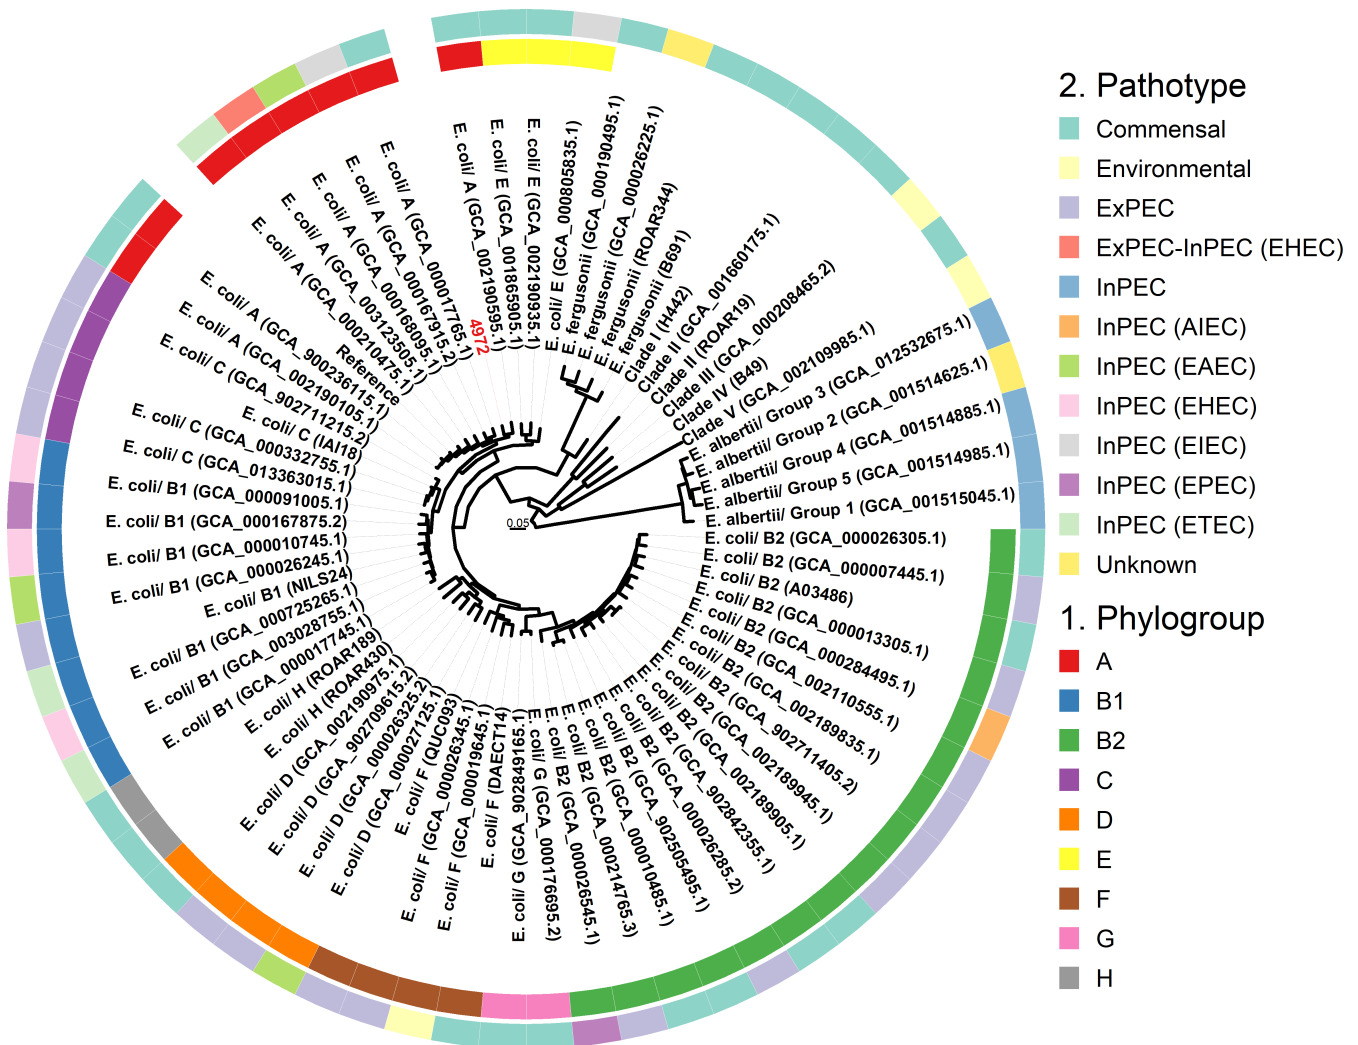 E. coli/ A (GCA_002190595.1)
E. coli/ E (GCA_001865905.1)
E. coli/ E (GCA_002190935.1)
E. coli/ E (GCA_000805835.1)
E. fergusonii (GCA_000190495.1)
E. fergusonii (GCA_000026225.1)
E. fergusonii (ROAR344)
E. fergusonii (B691)
Clade I (H442)
Clade II (GCA_001660175.1)
Clade II (ROAR19)
Clade III (GCA_000208465.2)
Clade IV (B49)
Clade V (GCA_002109985.1)
E. albertii/ Group 3 (GCA_012532675.1)
E. albertii/ Group 2 (GCA_001514625.1)
E. albertii/ Group 4 (GCA_001514885.1)
E. albertii/ Group 5 (GCA_001514985.1)
E. albertii/ Group 1 (GCA_001515045.1)
E. coli/ B2 (GCA_000026305.1)
E. coli/ B2 (GCA_000007445.1)
E. coli/ B2 (A03486)
E. coli/ B2 (GCA_000013305.1)
E. coli/ B2 (GCA_000284495.1)
E. coli/ B2 (GCA_002110555.1)
E. coli/ B2 (GCA_002189835.1)
E. coli/ B2 (GCA_902711405.2)
E. coli/ B2 (GCA_002189945.1)
E. coli/ B2 (GCA_002189905.1)
E. coli/ B2 (GCA_902842355.1)
E. coli/ B2 (GCA_000026285.2)
E. coli/ B2 (GCA_902505495.1)
E. coli/ B2 (GCA_000010485.1)
E. coli/ B2 (GCA_000214765.3)
E. coli/ B2 (GCA_000026545.1)
E. coli/ G (GCA_000176695.2)
E. coli/ G (GCA_902849165.1)
E. coli/ F (DAECT14)
E. coli/ F (GCA_000019645.1)
E. coli/ F (GCA_000026345.1)
E. coli/ F (QUC093)
E. coli/ D (GCA_000027125.1)
E. coli/ D (GCA_000026325.2)
E. coli/ D (GCA_902709615.2)
E. coli/ D (GCA_002190975.1)
E. coli/ H (ROAR430)
E. coli/ H (ROAR189)
E. coli/ B1 (GCA_000017745.1)
E. coli/ B1 (GCA_003028755.1)
E. coli/ B1 (GCA_000725265.1)
E. coli/ B1 (NILS24)
E. coli/ B1 (GCA_000026245.1)
E. coli/ B1 (GCA_000010745.1)
E. coli/ B1 (GCA_000167875.2)
E. coli/ B1 (GCA_000091005.1)
E. coli/ C (GCA_013363015.1)
E. coli/ C (GCA_000332755.1)
E. coli/ C (IAI18)
E. coli/ C (GCA_90271215.2)
E. coli/ A (GCA_002190105.1)
E. coli/ A (GCA_900236115.1)
Reference
E. coli/ A (GCA_000210475.1)
E. coli/ A (GCA_003123505.1)
E. coli/ A (GCA_000168095.1)
E. coli/ A (GCA_000167915.2)
E. coli/ A (GCA_000017765.1)
4972
0.05
2. Pathotype
Commensal
Environmental
ExPEC
ExPEC-InPEC (EHEC)
InPEC
InPEC (AIEC)
InPEC (EAEC)
InPEC (EHEC)
InPEC (EIEC)
InPEC (EPEC)
InPEC (ETEC)
Unknown
1. Phylogroup
A
B1
B2
C
D
E
F
G
H